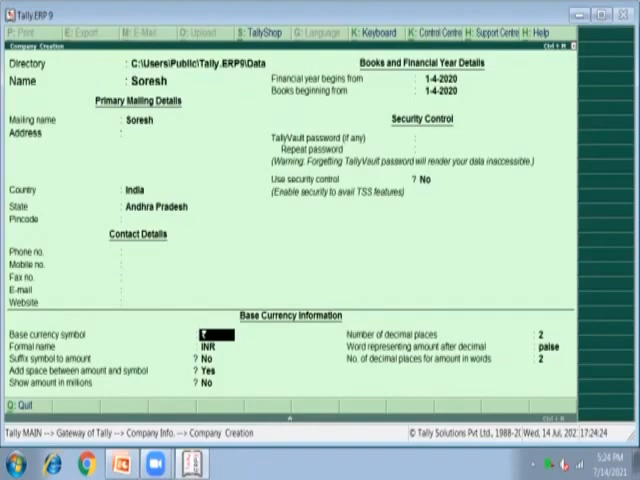 Tally.ERP 9
P: Print E: Export M: E-Mail O: Upload S: TallyShop G: Language K: Keyboard K: Control Centre H: Support Centre H: Help
Company Creation Ctrl + M
Directory : C:\Users\Public\Tally.ERP9\Data
Name : Soresh
Primary Mailing Details
Mailing name : Soresh
Address :
Country : India
State : Andhra Pradesh
Pincode :
Contact Details
Phone no. :
Mobile no. :
Fax no. :
E-mail :
Website :
Books and Financial Year Details
Financial year begins from : 1-4-2020
Books beginning from : 1-4-2020
Security Control
TallyVault password (if any) :
Repeat password :
(Warning: Forgetting TallyVault password will render your data inaccessible.)
Use security control ? No
(Enable security to avail TSS features)
Base Currency Information
Base currency symbol : ₹
Formal name : INR
Suffix symbol to amount ? No
Add space between amount and symbol ? Yes
Show amount in millions ? No
Number of decimal places : 2
Word representing amount after decimal : paise
No. of decimal places for amount in words : 2
Q: Quit
Ctrl + N
Tally MAIN --> Gateway of Tally --> Company Info. --> Company Creation © Tally Solutions Pvt Ltd., 1988-20 Wed, 14 Jul, 202 17:24:24
5:24 PM
7/14/2021